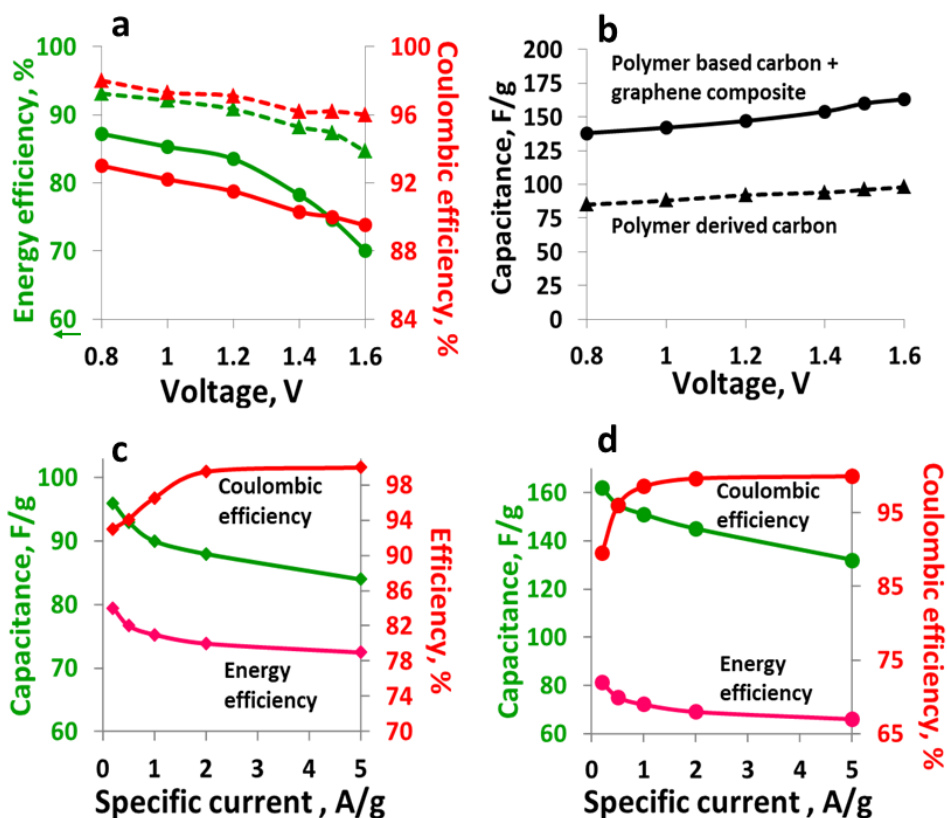 a
Energy efficiency, %
100
90
80
70
60
Coulombic efficiency, %
100
96
92
88
84
0.8 1 1.2 1.4 1.6
Voltage, V
b
Capacitance, F/g
200
175
150
125
100
75
50
25
0
Polymer based carbon +
graphene composite
Polymer derived carbon
0.8 1 1.2 1.4 1.6
Voltage, V
c
Capacitance, F/g
100
90
80
70
60
Coulombic
efficiency
Energy
efficiency
Efficiency, %
98
94
90
86
82
78
74
70
0 1 2 3 4 5
Specific current , A/g
d
Capacitance, F/g
160
140
120
100
80
60
Coulombic
efficiency
Energy
efficiency
Coulombic efficiency, %
95
85
75
65
0 1 2 3 4 5
Specific current , A/g